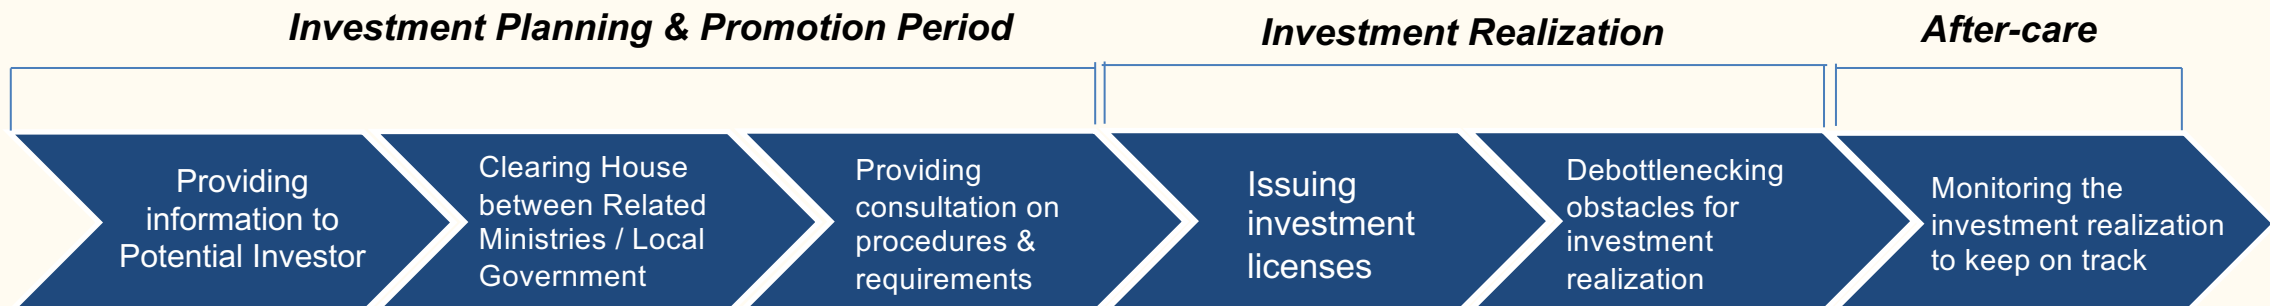 Investment Planning & Promotion Period
Investment Realization
After-care
Providing
information to
Potential Investor
Clearing House
between Related
Ministries / Local
Government
Providing
consultation on
procedures &
requirements
Issuing
investment
licenses
Debottlenecking
obstacles for
investment
realization
Monitoring the
investment realization
to keep on track